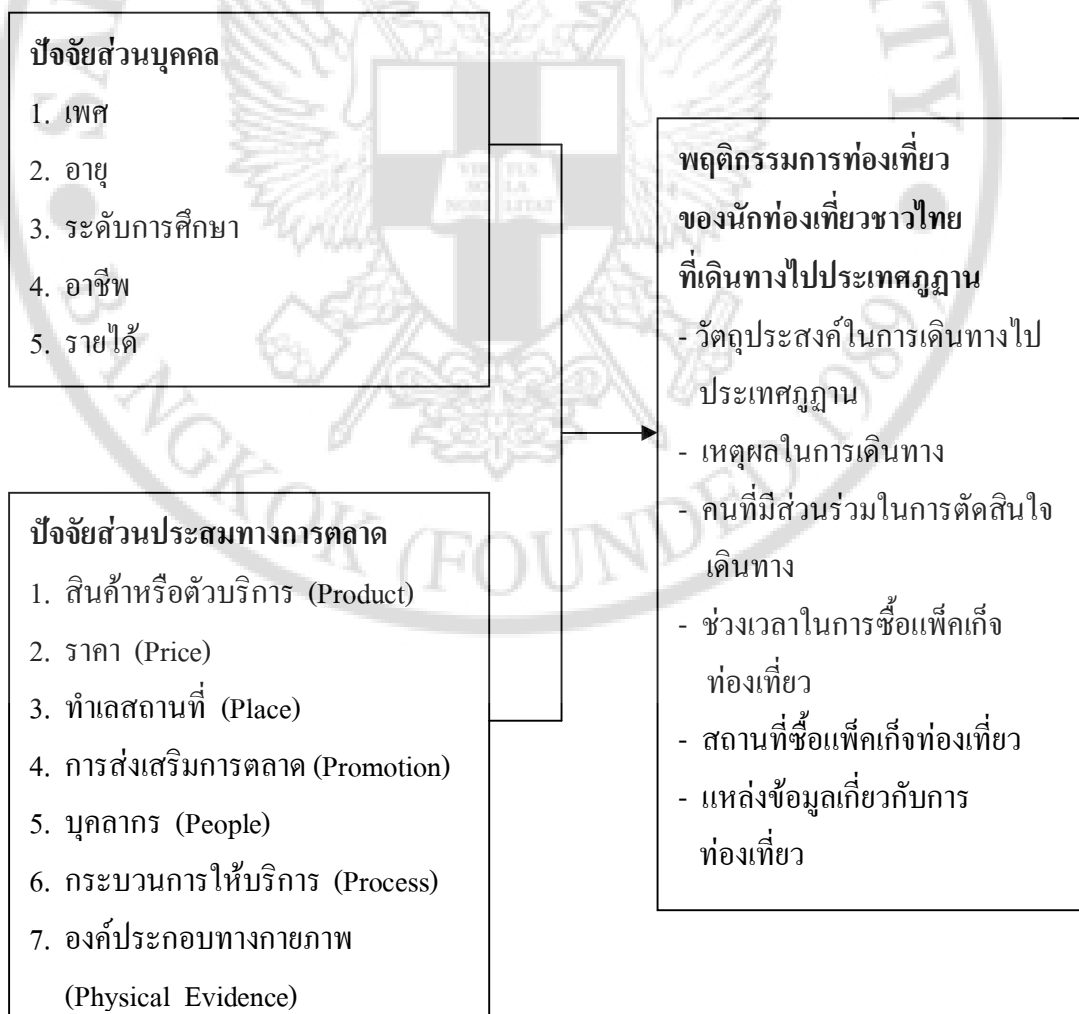 ปัจจัยส่วนบุคคล
1. เพศ
2. อายุ
3. ระดับการศึกษา
4. อาชีพ
5. รายได้
ปัจจัยส่วนประสมทางการตลาด
1. สินค้าหรือตัวบริการ (Product)
2. ราคา (Price)
3. ทำเลสถานที่ (Place)
4. การส่งเสริมการตลาด (Promotion)
5. บุคลากร (People)
6. กระบวนการให้บริการ (Process)
7. องค์ประกอบทางกายภาพ
(Physical Evidence)
พฤติกรรมการท่องเที่ยว
ของนักท่องเที่ยวชาวไทย
ที่เดินทางไปประเทศภูฏาน
- วัตถุประสงค์ในการเดินทางไป
ประเทศภูฏาน
- เหตุผลในการเดินทาง
- คนที่มีส่วนร่วมในการตัดสินใจ
เดินทาง
- ช่วงเวลาในการซื้อแพ็คเก็จ
ท่องเที่ยว
- สถานที่ซื้อแพ็คเก็จท่องเที่ยว
- แหล่งข้อมูลเกี่ยวกับการ
ท่องเที่ยว
BANGKOK (FOUNDED 1989)